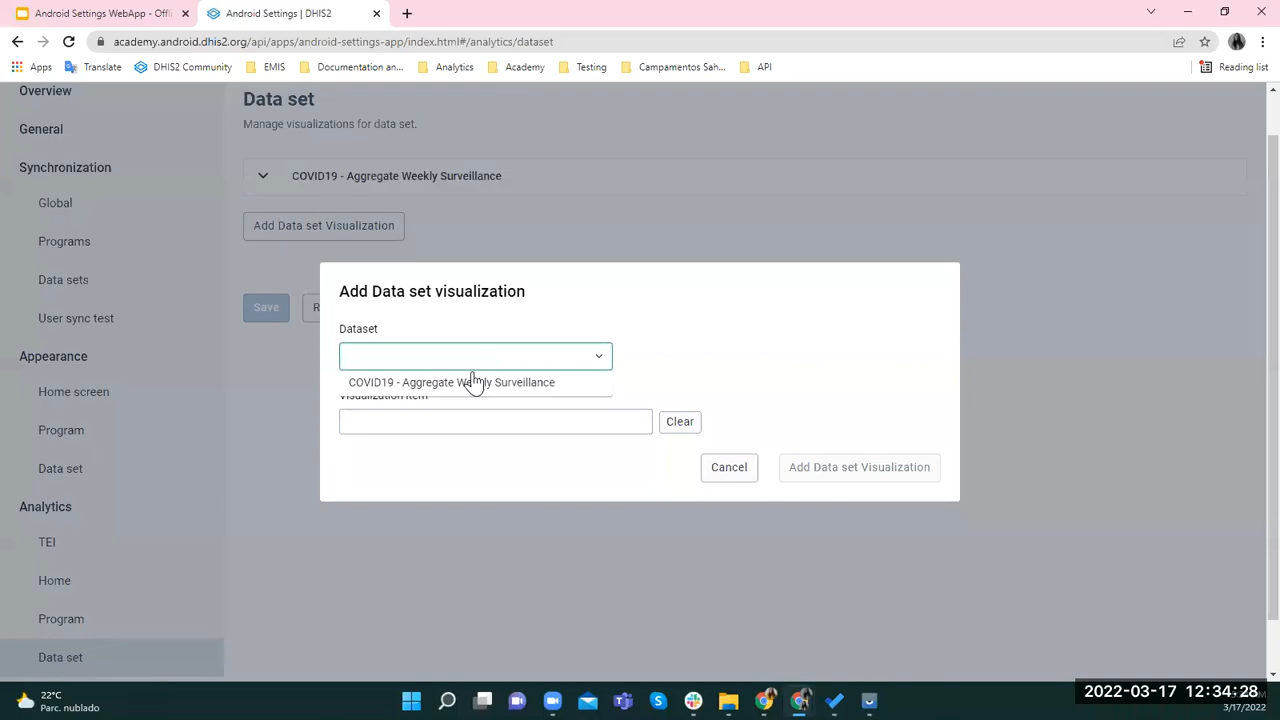 Android Settings WebApp - Offli
Android Settings | DHIS2
academy.android.dhis2.org/api/apps/android-settings-app/index.html#/analytics/dataset
Apps
Translate
DHIS2 Community
EMIS
Documentation an...
Analytics
Academy
Testing
Campamentos Sah...
API
Reading list
Overview
General
Synchronization
Global
Programs
Data sets
User sync test
Appearance
Home screen
Program
Data set
Analytics
TEI
Home
Program
Data set
Data set
Manage visualizations for data set.
COVID19 - Aggregate Weekly Surveillance
Add Data set Visualization
Save
R
Add Data set visualization
Dataset
COVID19 - Aggregate Weekly Surveillance
Visualization Item
Clear
Cancel
Add Data set Visualization
22°C
Parc. nublado
2022-03-17 12:34:28
3/17/2022